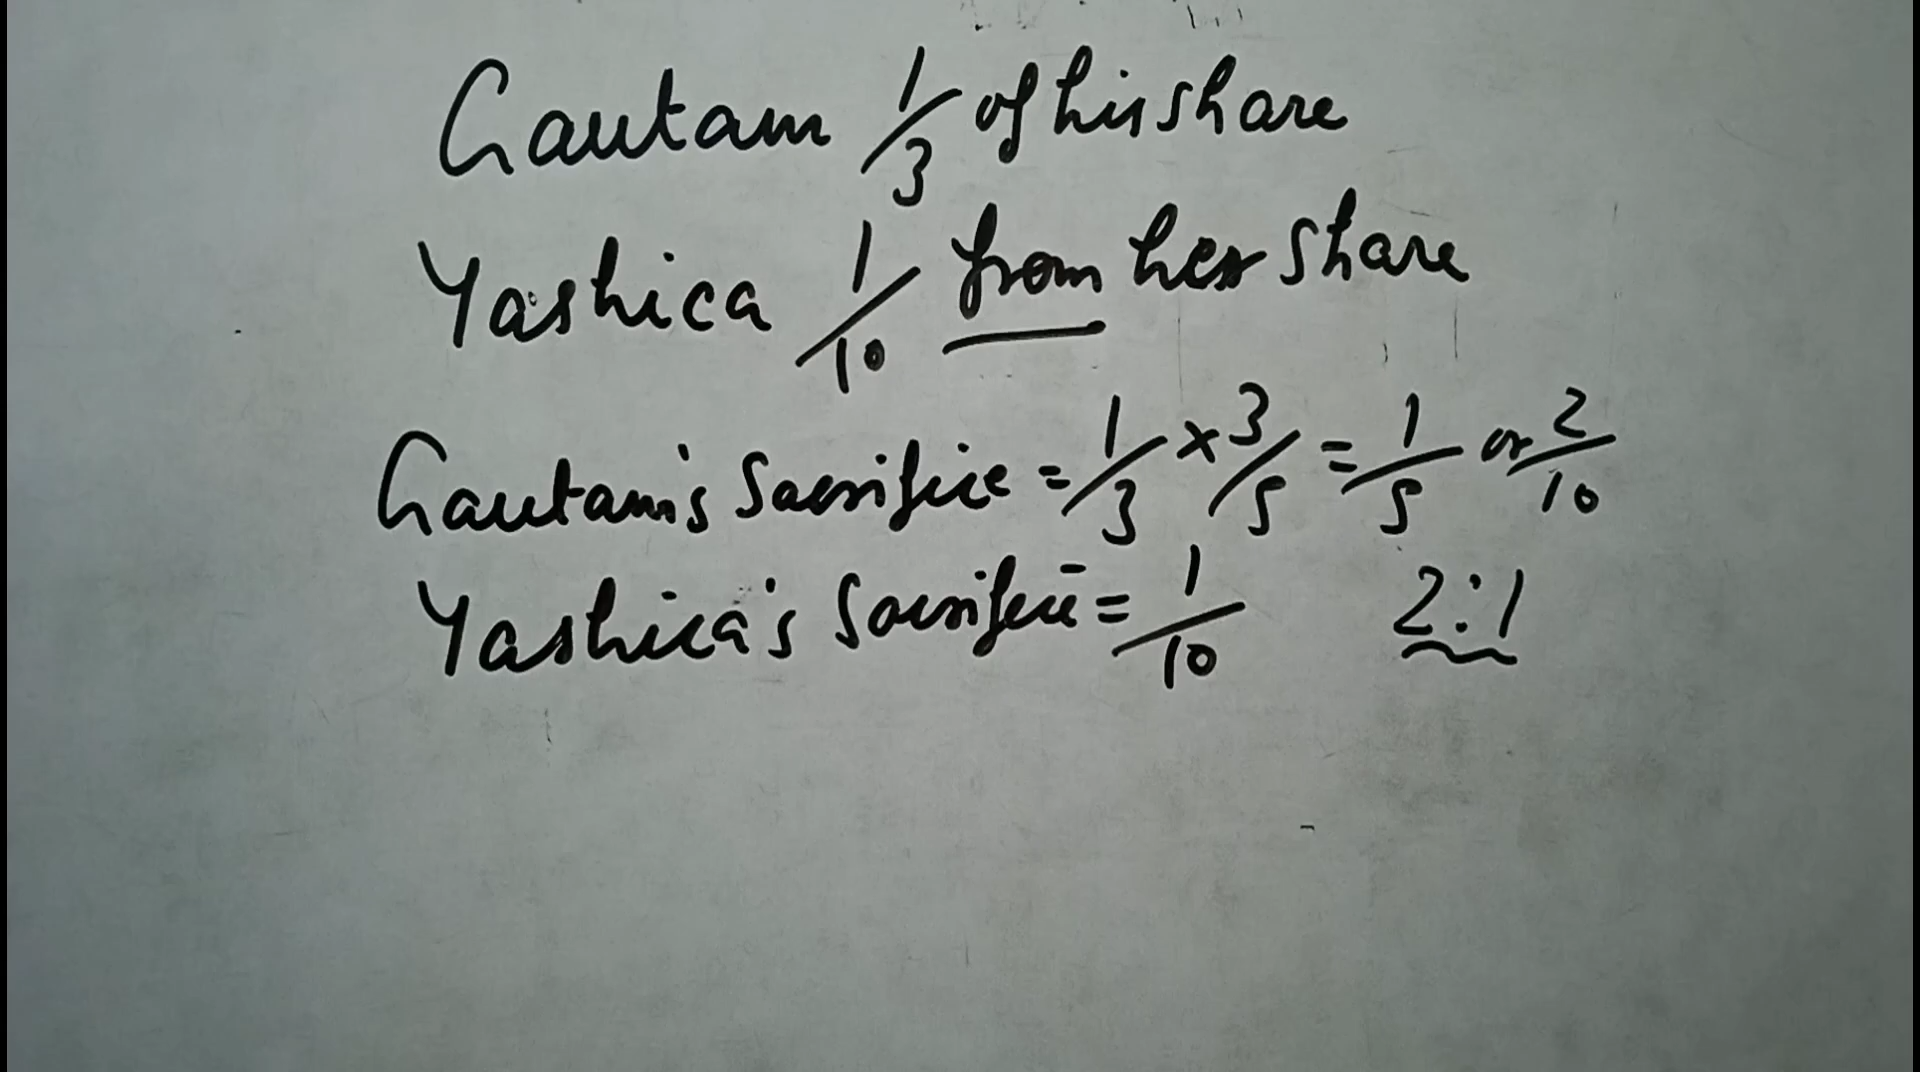 Gautam 1/3 of his share
Yashica 1/10 from her share
Gautam's Sacrifice = 1/3 x 3/5 = 1/5 or 2/10
Yashica's Sacrifice = 1/10 2:1